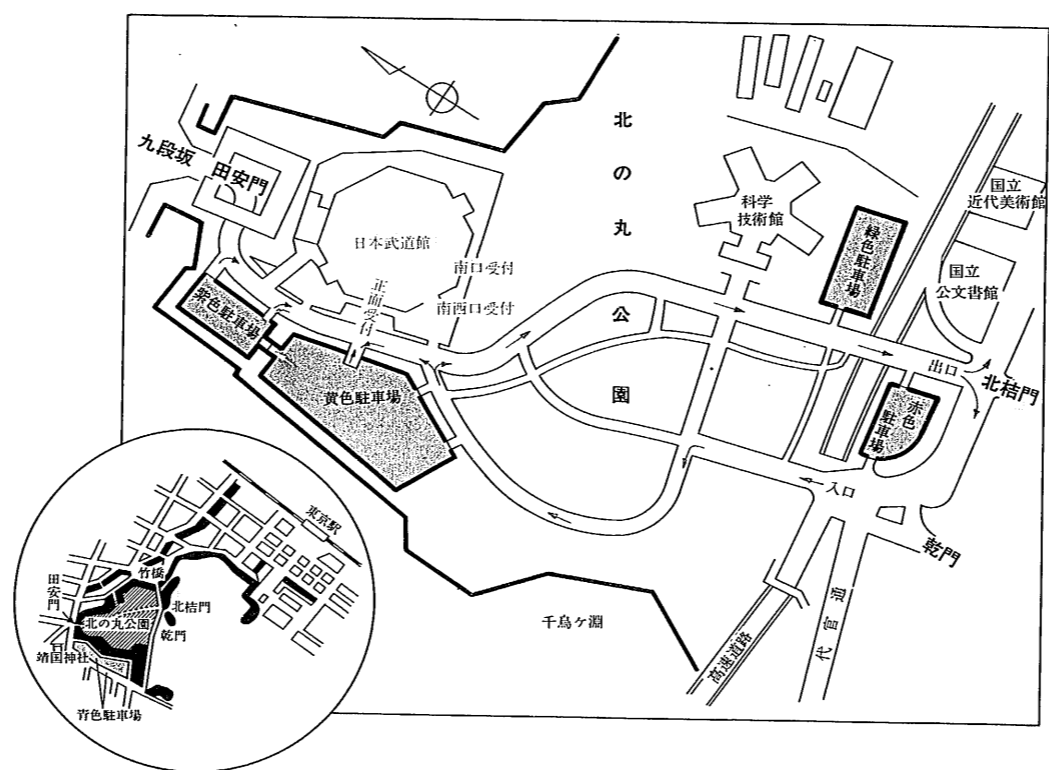 九段坂
田安門
日本武道館
南口受付
南西口受付
正面受付
紫色駐車場
黄色駐車場
北の丸公園
科学
技術館
緑色駐車場
国立
近代美術館
国立
公文書館
出口
北桔門
赤色
駐車場
入口
乾門
代官通
高速道路
千鳥ケ淵
東京駅
竹橋
田安門
北桔門
北の丸公園
乾門
靖国神社
青色駐車場